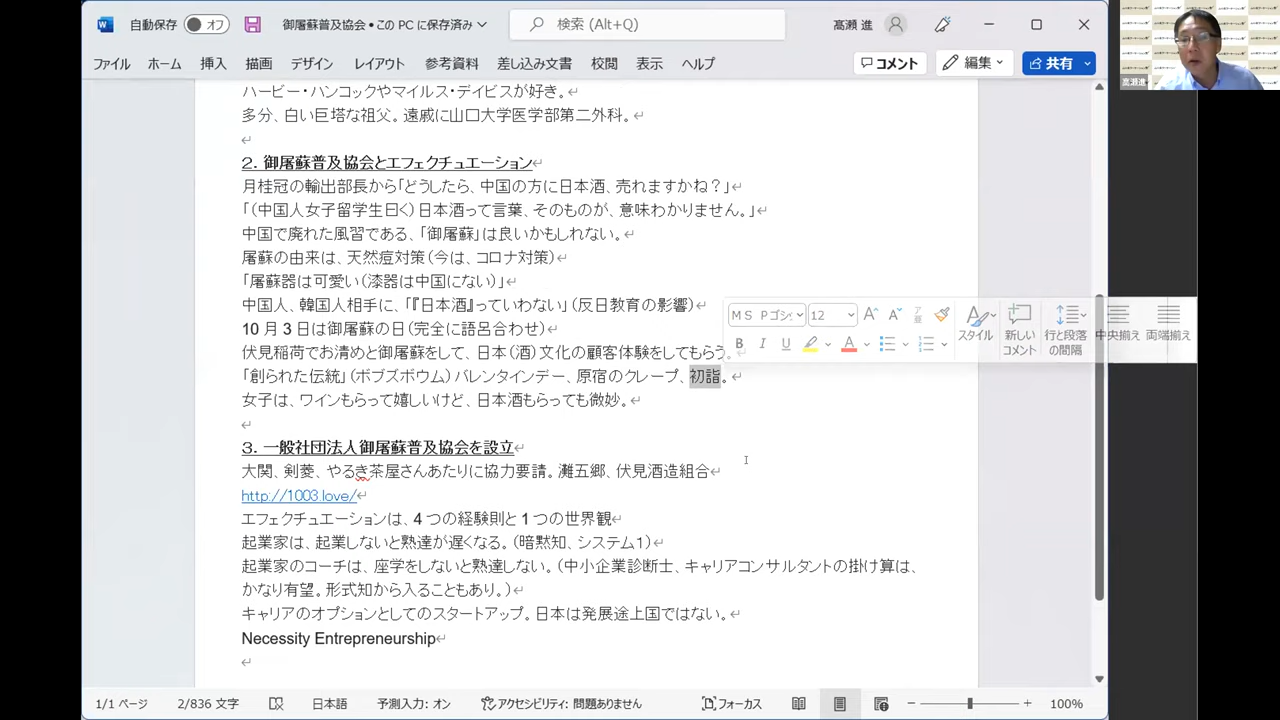 自動保存 オフ 御屠蘇普及協会 • この PC 検索 (Alt+Q) 高瀬 進
ファイル ホーム 挿入 描画 デザイン レイアウト 参考資料 差し込み文書 校閲 表示 ヘルプ コメント 編集 共有
高瀬進
ハービー・ハンコックやマイルス・デイビスが好き。
多分、白い巨塔な祖父。遠戚に山口大学医学部第二外科。
2. 御屠蘇普及協会とエフェクチュエーション
月桂冠の輸出部長から「どうしたら、中国の方に日本酒、売れますかね?」
「(中国人女子留学生曰く)日本酒って言葉、そのものが、意味わかりません。」
中国で廃れた風習である、「御屠蘇」は良いかもしれない。
屠蘇の由来は、天然痘対策(今は、コロナ対策)
「屠蘇器は可愛い(漆器は中国にない)」
中国人、韓国人相手に、「『日本酒』っていわない」(反日教育の影響)
10 月 3 日は御屠蘇の日(完全に語呂合わせ)
伏見稲荷でお清めと御屠蘇をして、日本(酒)文化の顧客体験をしてもらう。
「創られた伝統」(ホブスボウム)バレンタインデー、原宿のクレープ、初詣。
女子は、ワインもらって嬉しいけど、日本酒もらっても微妙。
MS Pゴシ 12
B I U A
スタイル 新しいコメント 行と段落の間隔 中央揃え 両端揃え
3. 一般社団法人御屠蘇普及協会を設立
大関、剣菱、やるき茶屋さんあたりに協力要請。灘五郷、伏見酒造組合
http://1003.love/
エフェクチュエーションは、4 つの経験則と 1 つの世界観
起業家は、起業しないと熟達が遅くなる。(暗黙知、システム1)
起業家のコーチは、座学をしないと熟達しない。(中小企業診断士、キャリアコンサルタントの掛け算は、
かなり有望。形式知から入ることもあり。)
キャリアのオプションとしてのスタートアップ。日本は発展途上国ではない。
Necessity Entrepreneurship
1/1 ページ 2/836 文字 日本語 予測入力: オン アクセシビリティ: 問題ありません フォーカス 100%